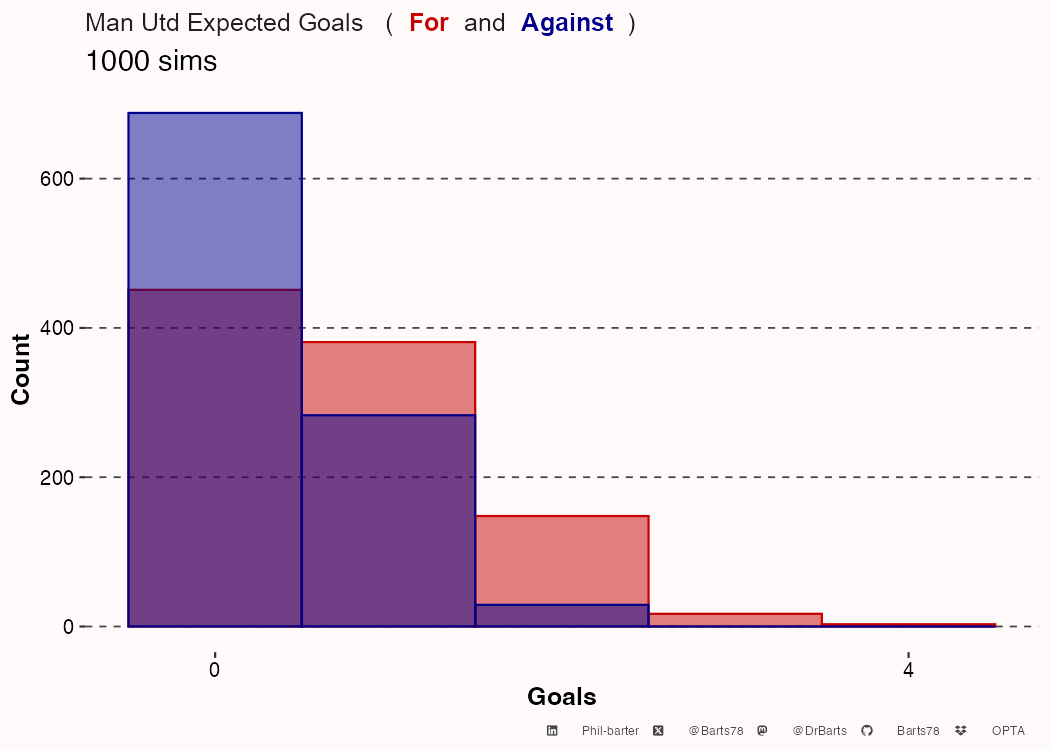 Man Utd Expected Goals ( For and Against )
1000 sims
600
400
200
0
Count
0 4
Goals
Phil-barter @Barts78 @DrBarts Barts78 OPTA